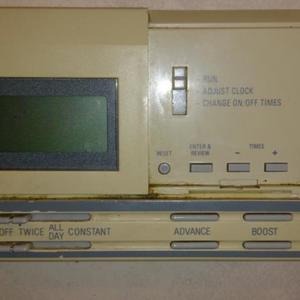 RUN
ADJUST CLOCK
CHANGE ON/OFF TIMES
RESET
ENTER &
REVIEW
- TIMES +
OFF TWICE ALL DAY CONSTANT
ADVANCE
BOOST